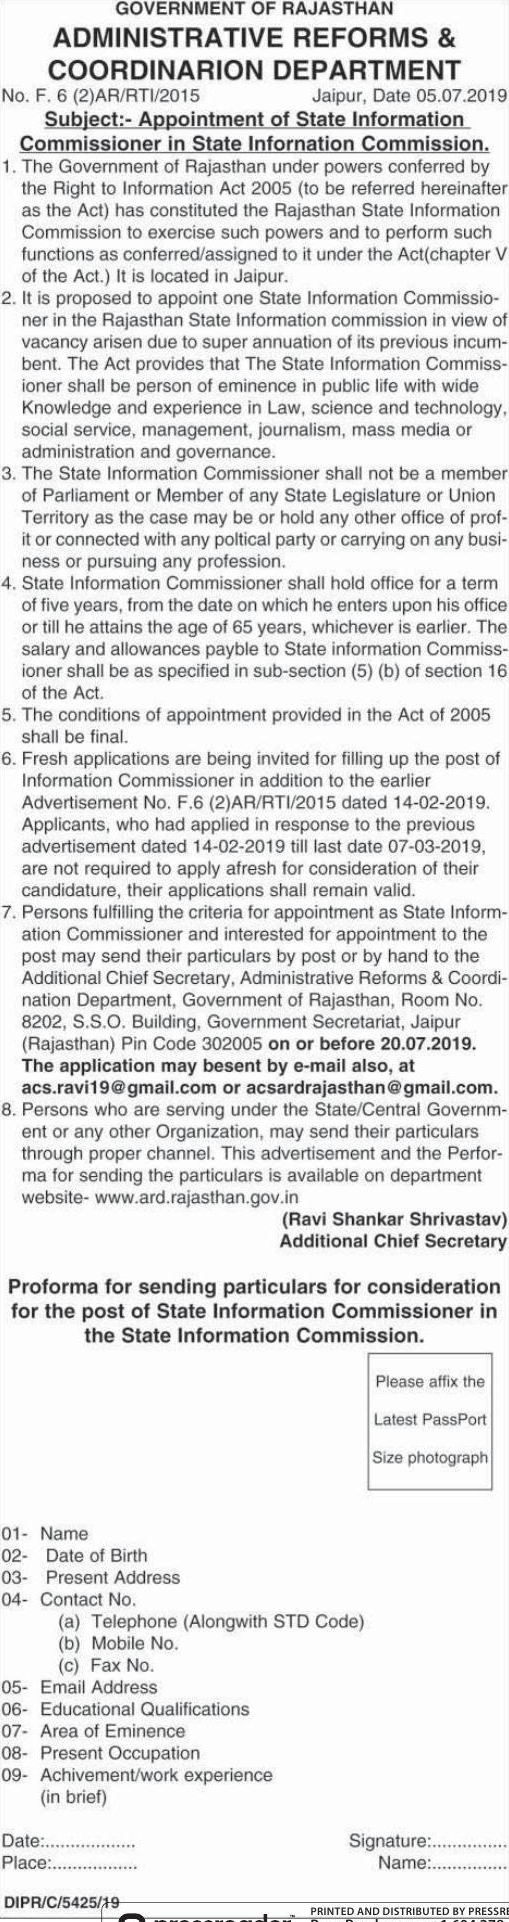 GOVERNMENT OF RAJASTHAN
ADMINISTRATIVE REFORMS &
COORDINARION DEPARTMENT
No. F. 6 (2)AR/RTI/2015 Jaipur, Date 05.07.2019
Subject:- Appointment of State Information
Commissioner in State Infornation Commission.
1. The Government of Rajasthan under powers conferred by
the Right to Information Act 2005 (to be referred hereinafter
as the Act) has constituted the Rajasthan State Information
Commission to exercise such powers and to perform such
functions as conferred/assigned to it under the Act(chapter V
of the Act.) It is located in Jaipur.
2. It is proposed to appoint one State Information Commissio-
ner in the Rajasthan State Information commission in view of
vacancy arisen due to super annuation of its previous incum-
bent. The Act provides that The State Information Commiss-
ioner shall be person of eminence in public life with wide
Knowledge and experience in Law, science and technology,
social service, management, journalism, mass media or
administration and governance.
3. The State Information Commissioner shall not be a member
of Parliament or Member of any State Legislature or Union
Territory as the case may be or hold any other office of prof-
it or connected with any poltical party or carrying on any busi-
ness or pursuing any profession.
4. State Information Commissioner shall hold office for a term
of five years, from the date on which he enters upon his office
or till he attains the age of 65 years, whichever is earlier. The
salary and allowances payble to State information Commiss-
ioner shall be as specified in sub-section (5) (b) of section 16
of the Act.
5. The conditions of appointment provided in the Act of 2005
shall be final.
6. Fresh applications are being invited for filling up the post of
Information Commissioner in addition to the earlier
Advertisement No. F.6 (2)AR/RTI/2015 dated 14-02-2019.
Applicants, who had applied in response to the previous
advertisement dated 14-02-2019 till last date 07-03-2019,
are not required to apply afresh for consideration of their
candidature, their applications shall remain valid.
7. Persons fulfilling the criteria for appointment as State Inform-
ation Commissioner and interested for appointment to the
post may send their particulars by post or by hand to the
Additional Chief Secretary, Administrative Reforms & Coordi-
nation Department, Government of Rajasthan, Room No.
8202, S.S.O. Building, Government Secretariat, Jaipur
(Rajasthan) Pin Code 302005 on or before 20.07.2019.
The application may besent by e-mail also, at
acs.ravi19@gmail.com or acsardrajasthan@gmail.com.
8. Persons who are serving under the State/Central Governm-
ent or any other Organization, may send their particulars
through proper channel. This advertisement and the Perfor-
ma for sending the particulars is available on department
website- www.ard.rajasthan.gov.in
(Ravi Shankar Shrivastav)
Additional Chief Secretary
Proforma for sending particulars for consideration
for the post of State Information Commissioner in
the State Information Commission.
Please affix the
Latest PassPort
Size photograph
01- Name
02- Date of Birth
03- Present Address
04- Contact No.
(a) Telephone (Alongwith STD Code)
(b) Mobile No.
(c) Fax No.
05- Email Address
06- Educational Qualifications
07- Area of Eminence
08- Present Occupation
09- Achivement/work experience
(in brief)
Date:.................. Signature:...............
Place:................. Name:...............
DIPR/C/5425/19
PRINTED AND DISTRIBUTED BY PRESSRE